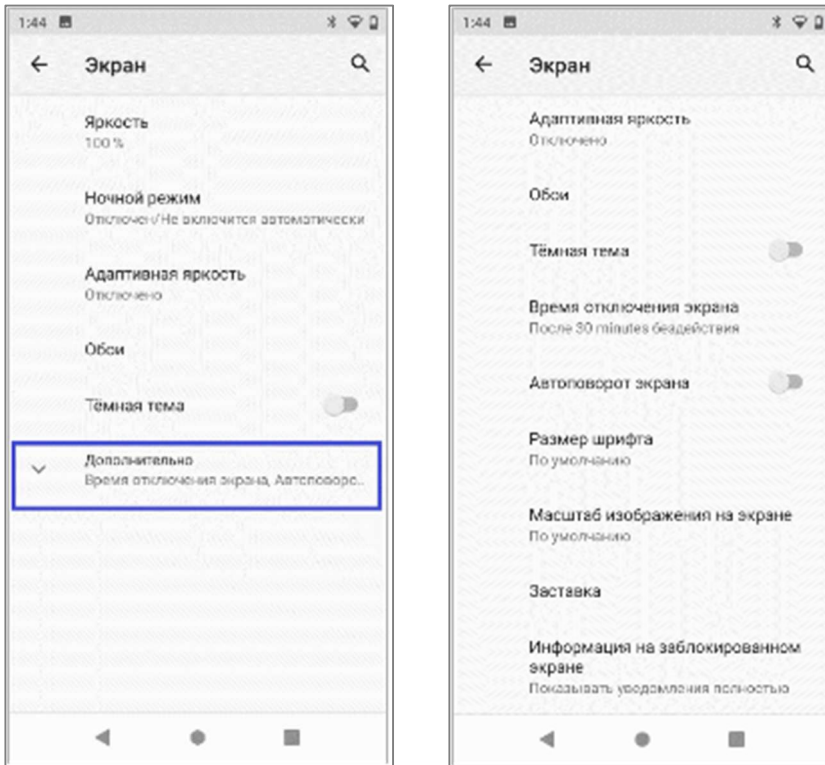 1:44
Экран
Яркость
100 %
Ночной режим
Отключен/Не включится автоматически
Адаптивная яркость
Отключено
Обои
Тёмная тема
Дополнительно
Время отключения экрана, Автоповоро..
1:44
Экран
Адаптивная яркость
Отключено
Обои
Тёмная тема
Время отключения экрана
После 30 minutes бездействия
Автоповорот экрана
Размер шрифта
По умолчанию
Масштаб изображения на экране
По умолчанию
Заставка
Информация на заблокированном
экране
Показывать уведомления полностью